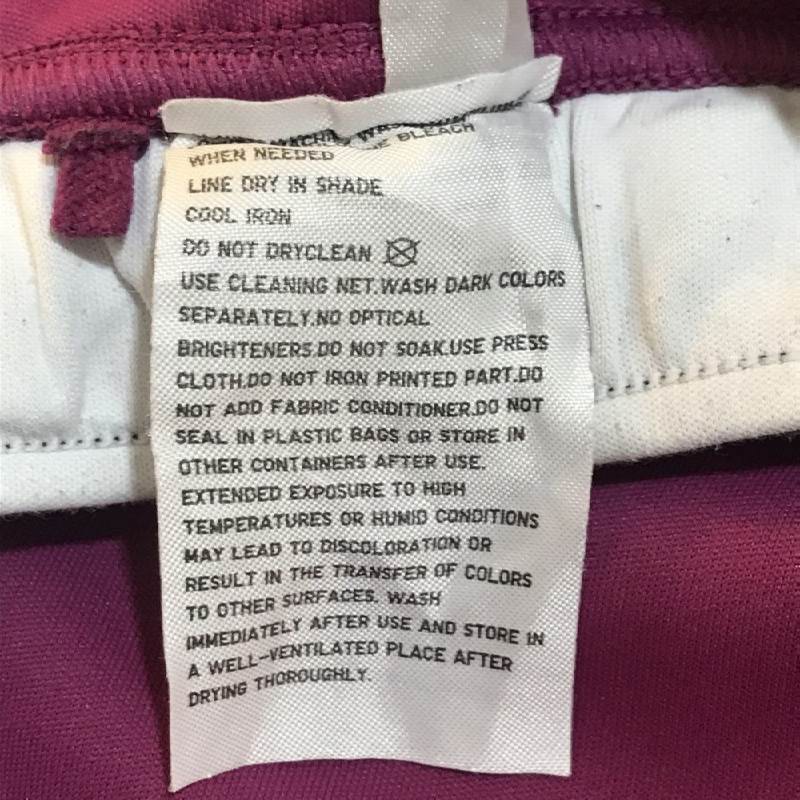 BLEACH
WHEN NEEDED
LINE DRY IN SHADE
COOL IRON
DO NOT DRYCLEAN
USE CLEANING NET.WASH DARK COLORS
SEPARATELY.NO OPTICAL
BRIGHTENERS.DO NOT SOAK.USE PRESS
CLOTH.DO NOT IRON PRINTED PART.DO
NOT ADD FABRIC CONDITIONER.DO NOT
SEAL IN PLASTIC BAGS OR STORE IN
OTHER CONTAINERS AFTER USE.
EXTENDED EXPOSURE TO HIGH
TEMPERATURES OR HUMID CONDITIONS
MAY LEAD TO DISCOLORATION OR
RESULT IN THE TRANSFER OF COLORS
TO OTHER SURFACES. WASH
IMMEDIATELY AFTER USE AND STORE IN
A WELL-VENTILATED PLACE AFTER
DRYING THOROUGHLY.